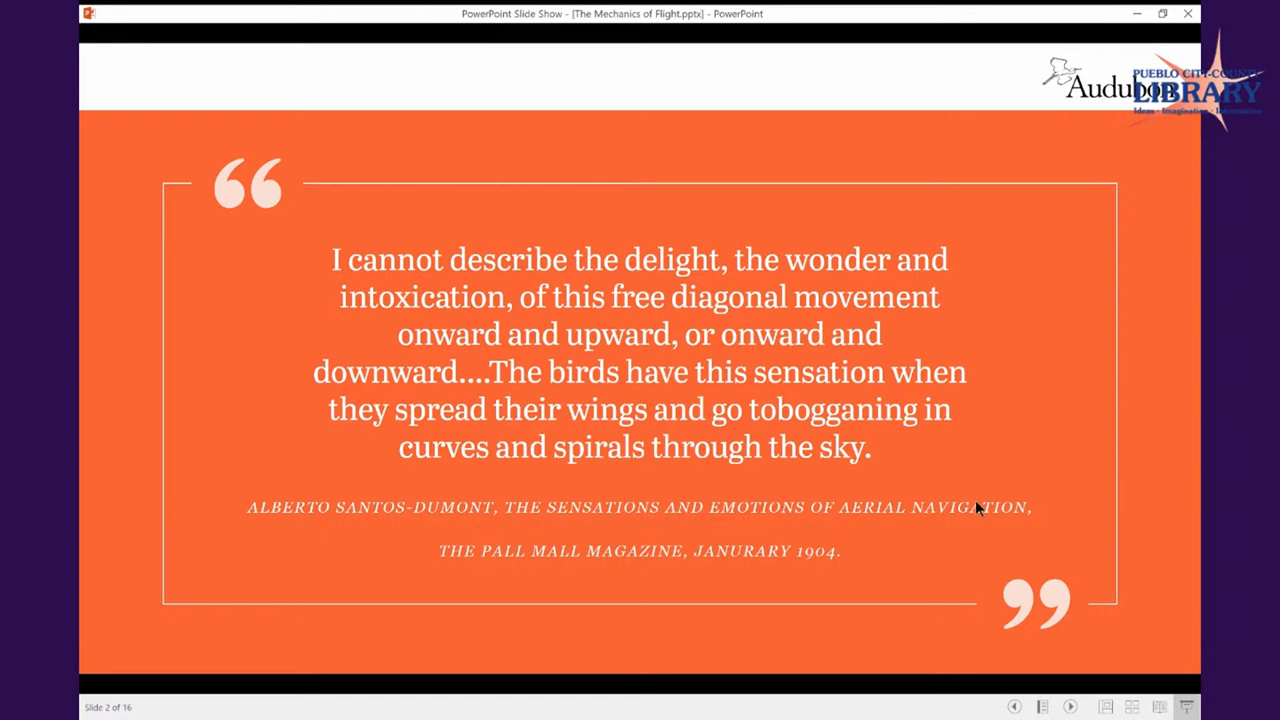 PowerPoint Slide Show - [The Mechanics of Flight.pptx] - PowerPoint
Audubon
PUEBLO CITY-COUNTY
LIBRARY
Ideas · Imagination · Information
“
I cannot describe the delight, the wonder and
intoxication, of this free diagonal movement
onward and upward, or onward and
downward....The birds have this sensation when
they spread their wings and go tobogganing in
curves and spirals through the sky.
ALBERTO SANTOS-DUMONT, THE SENSATIONS AND EMOTIONS OF AERIAL NAVIGATION,
THE PALL MALL MAGAZINE, JANURARY 1904.
”
Slide 2 of 16